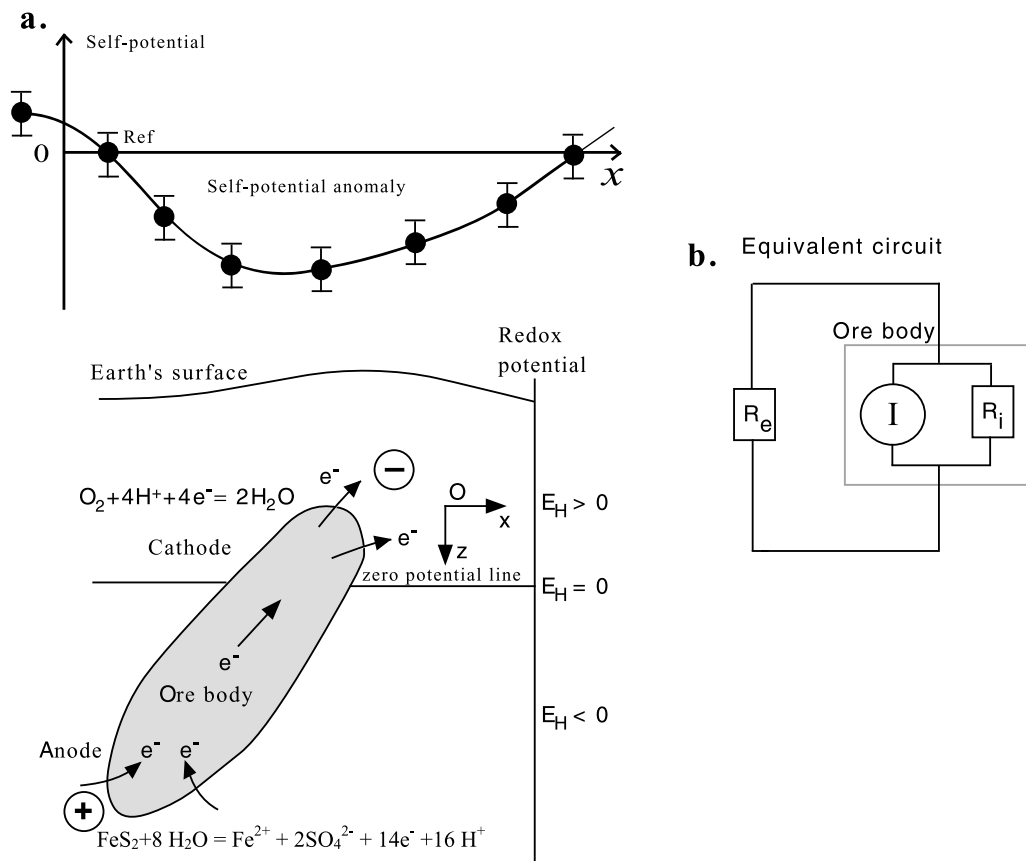 a.
Self-potential
Ref
0
Self-potential anomaly
x
b.
Equivalent circuit
Ore body
Rₑ
I
Rᵢ
Redox
potential
Earth's surface
O₂+4H⁺+4e⁻= 2H₂O
e⁻
−
O
x
z
e⁻
E_H > 0
Cathode
zero potential line
E_H = 0
e⁻
Ore body
E_H < 0
Anode
e⁻ e⁻
+
FeS₂+8 H₂O = Fe²⁺ + 2SO₄²⁻ + 14e⁻ +16 H⁺